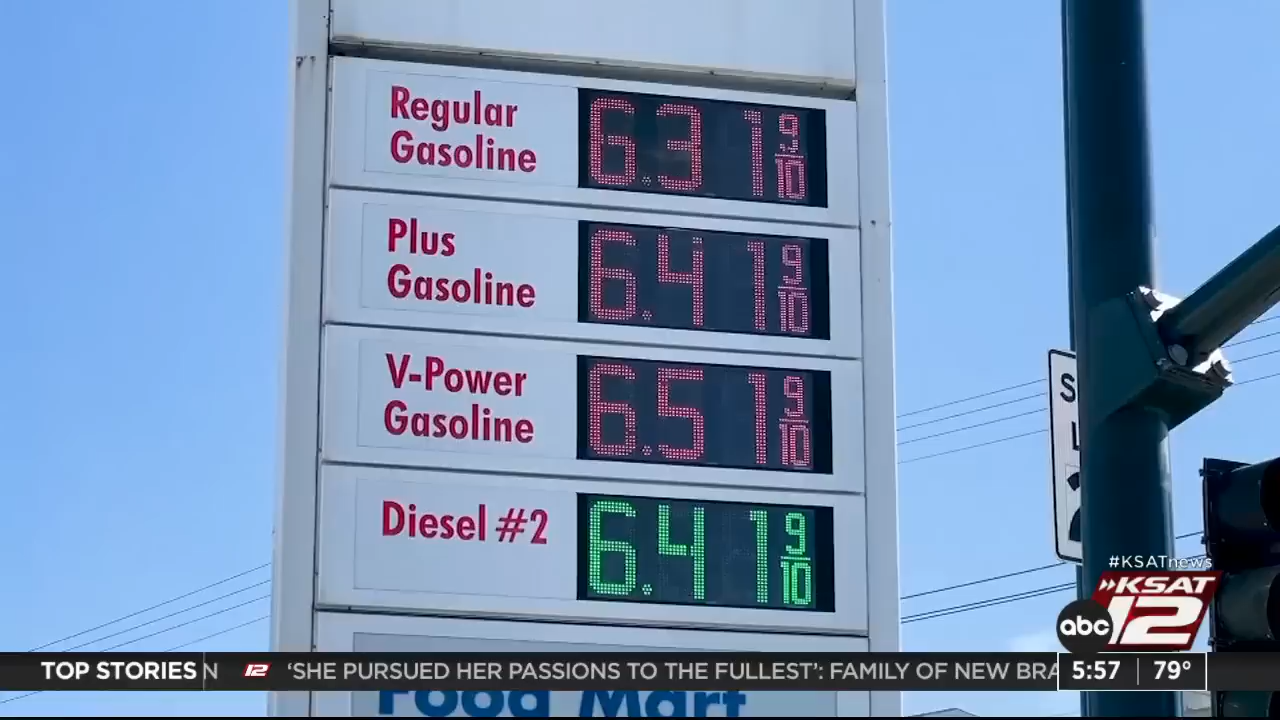 Regular
Gasoline
6.31 9/10
Plus
Gasoline
6.41 9/10
V-Power
Gasoline
6.51 9/10
Diesel #2
6.41 9/10
S
L
#KSATnews
abc KSAT
12
TOP STORIES N 12 ‘SHE PURSUED HER PASSIONS TO THE FULLEST’: FAMILY OF NEW BRA 5:57 79°
Food Mart